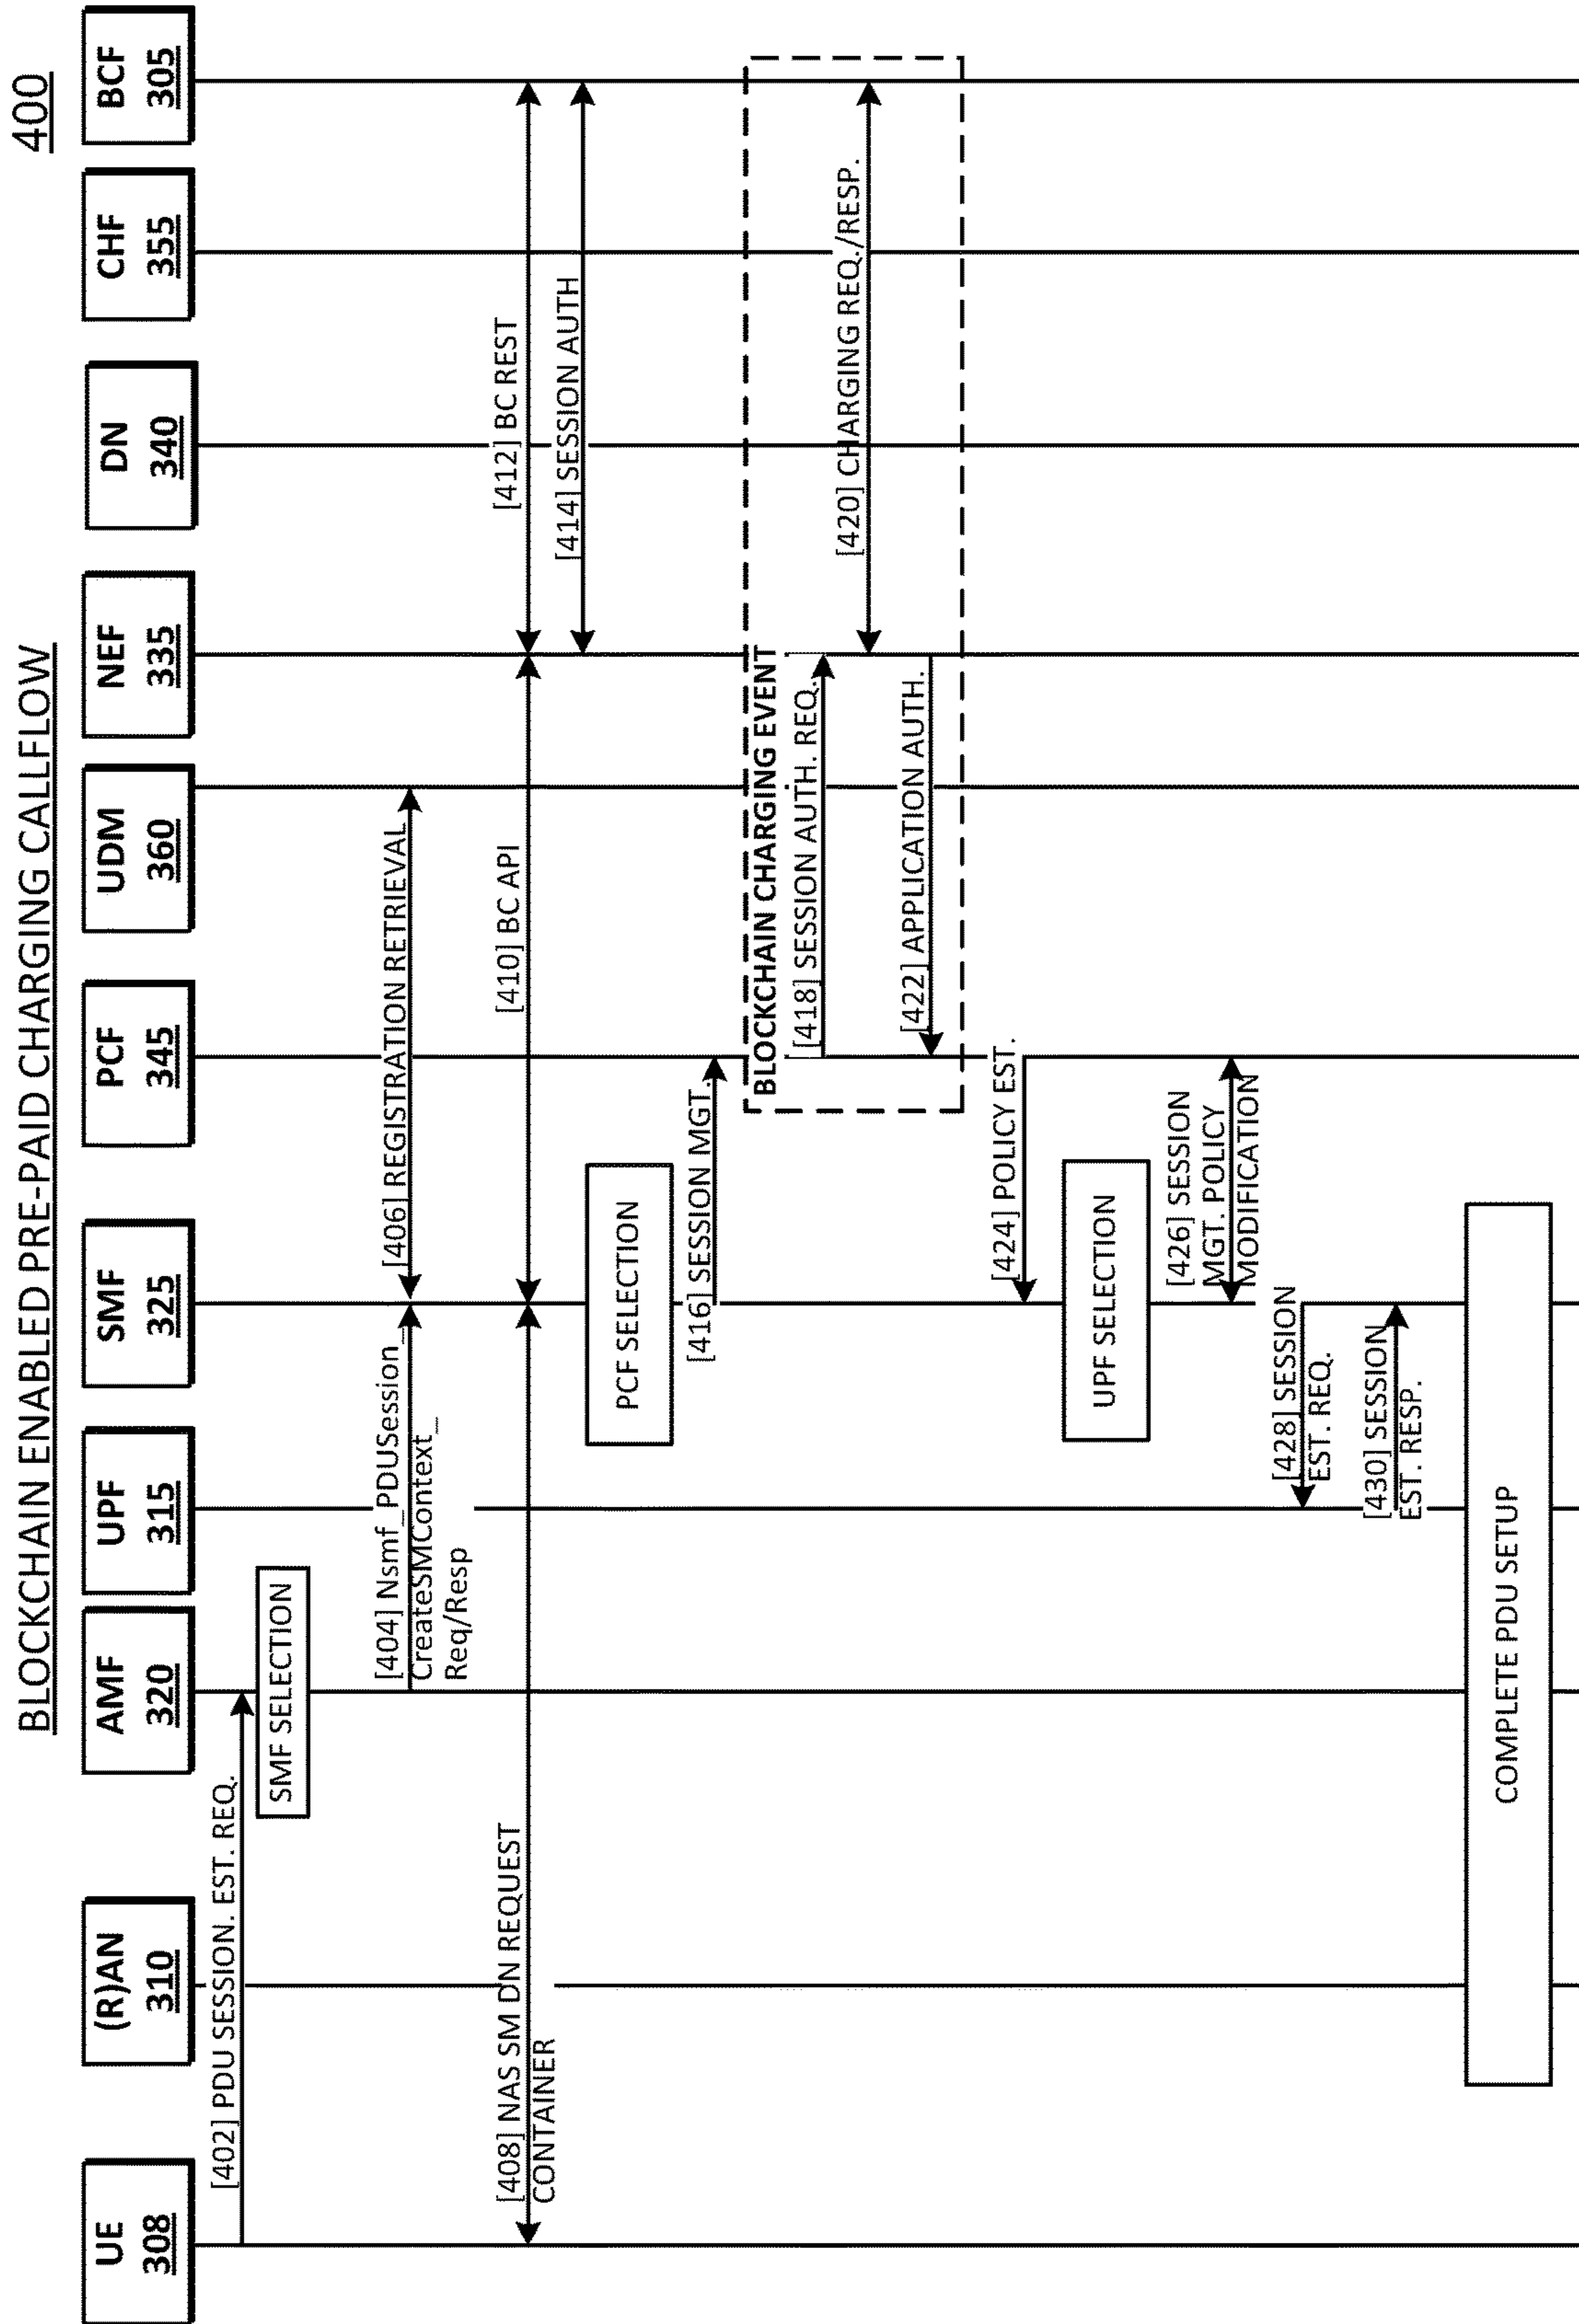 BLOCKCHAIN ENABLED PRE-PAID CHARGING CALLFLOW
400
UE
308
(R)AN
310
AMF
320
UPF
315
SMF
325
PCF
345
UDM
360
NEF
335
DN
340
CHF
355
BCF
305
[402] PDU SESSION. EST. REQ.
SMF SELECTION
[404] Nsmf_PDUSession_
CreateSMContext_
Req/Resp
[406] REGISTRATION RETRIEVAL
[408] NAS SM DN REQUEST
CONTAINER
[410] BC API
[412] BC REST
[414] SESSION AUTH
PCF SELECTION
[416] SESSION MGT.
BLOCKCHAIN CHARGING EVENT
[418] SESSION AUTH. REQ.
[420] CHARGING REQ./RESP.
[422] APPLICATION AUTH.
[424] POLICY EST.
UPF SELECTION
[426] SESSION
MGT. POLICY
MODIFICATION
[428] SESSION
EST. REQ.
[430] SESSION
EST. RESP.
COMPLETE PDU SETUP